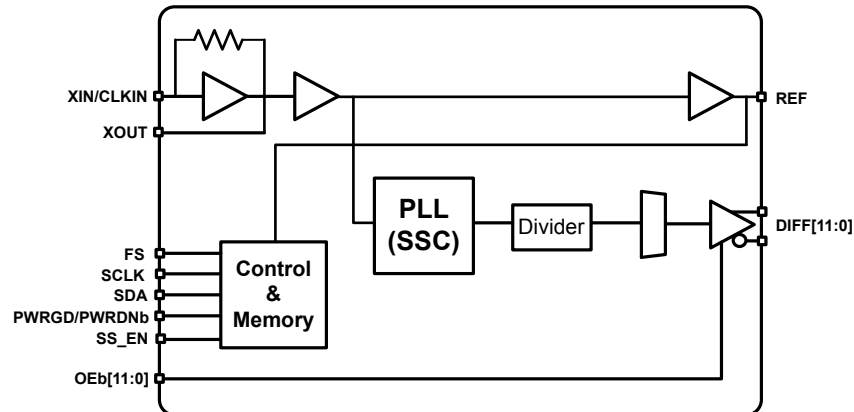 XIN/CLKIN
REF
XOUT
PLL
(SSC)
Divider
DIFF[11:0]
FS
SCLK
SDA
PWRGD/PWRDNb
SS_EN
Control
&
Memory
OEb[11:0]